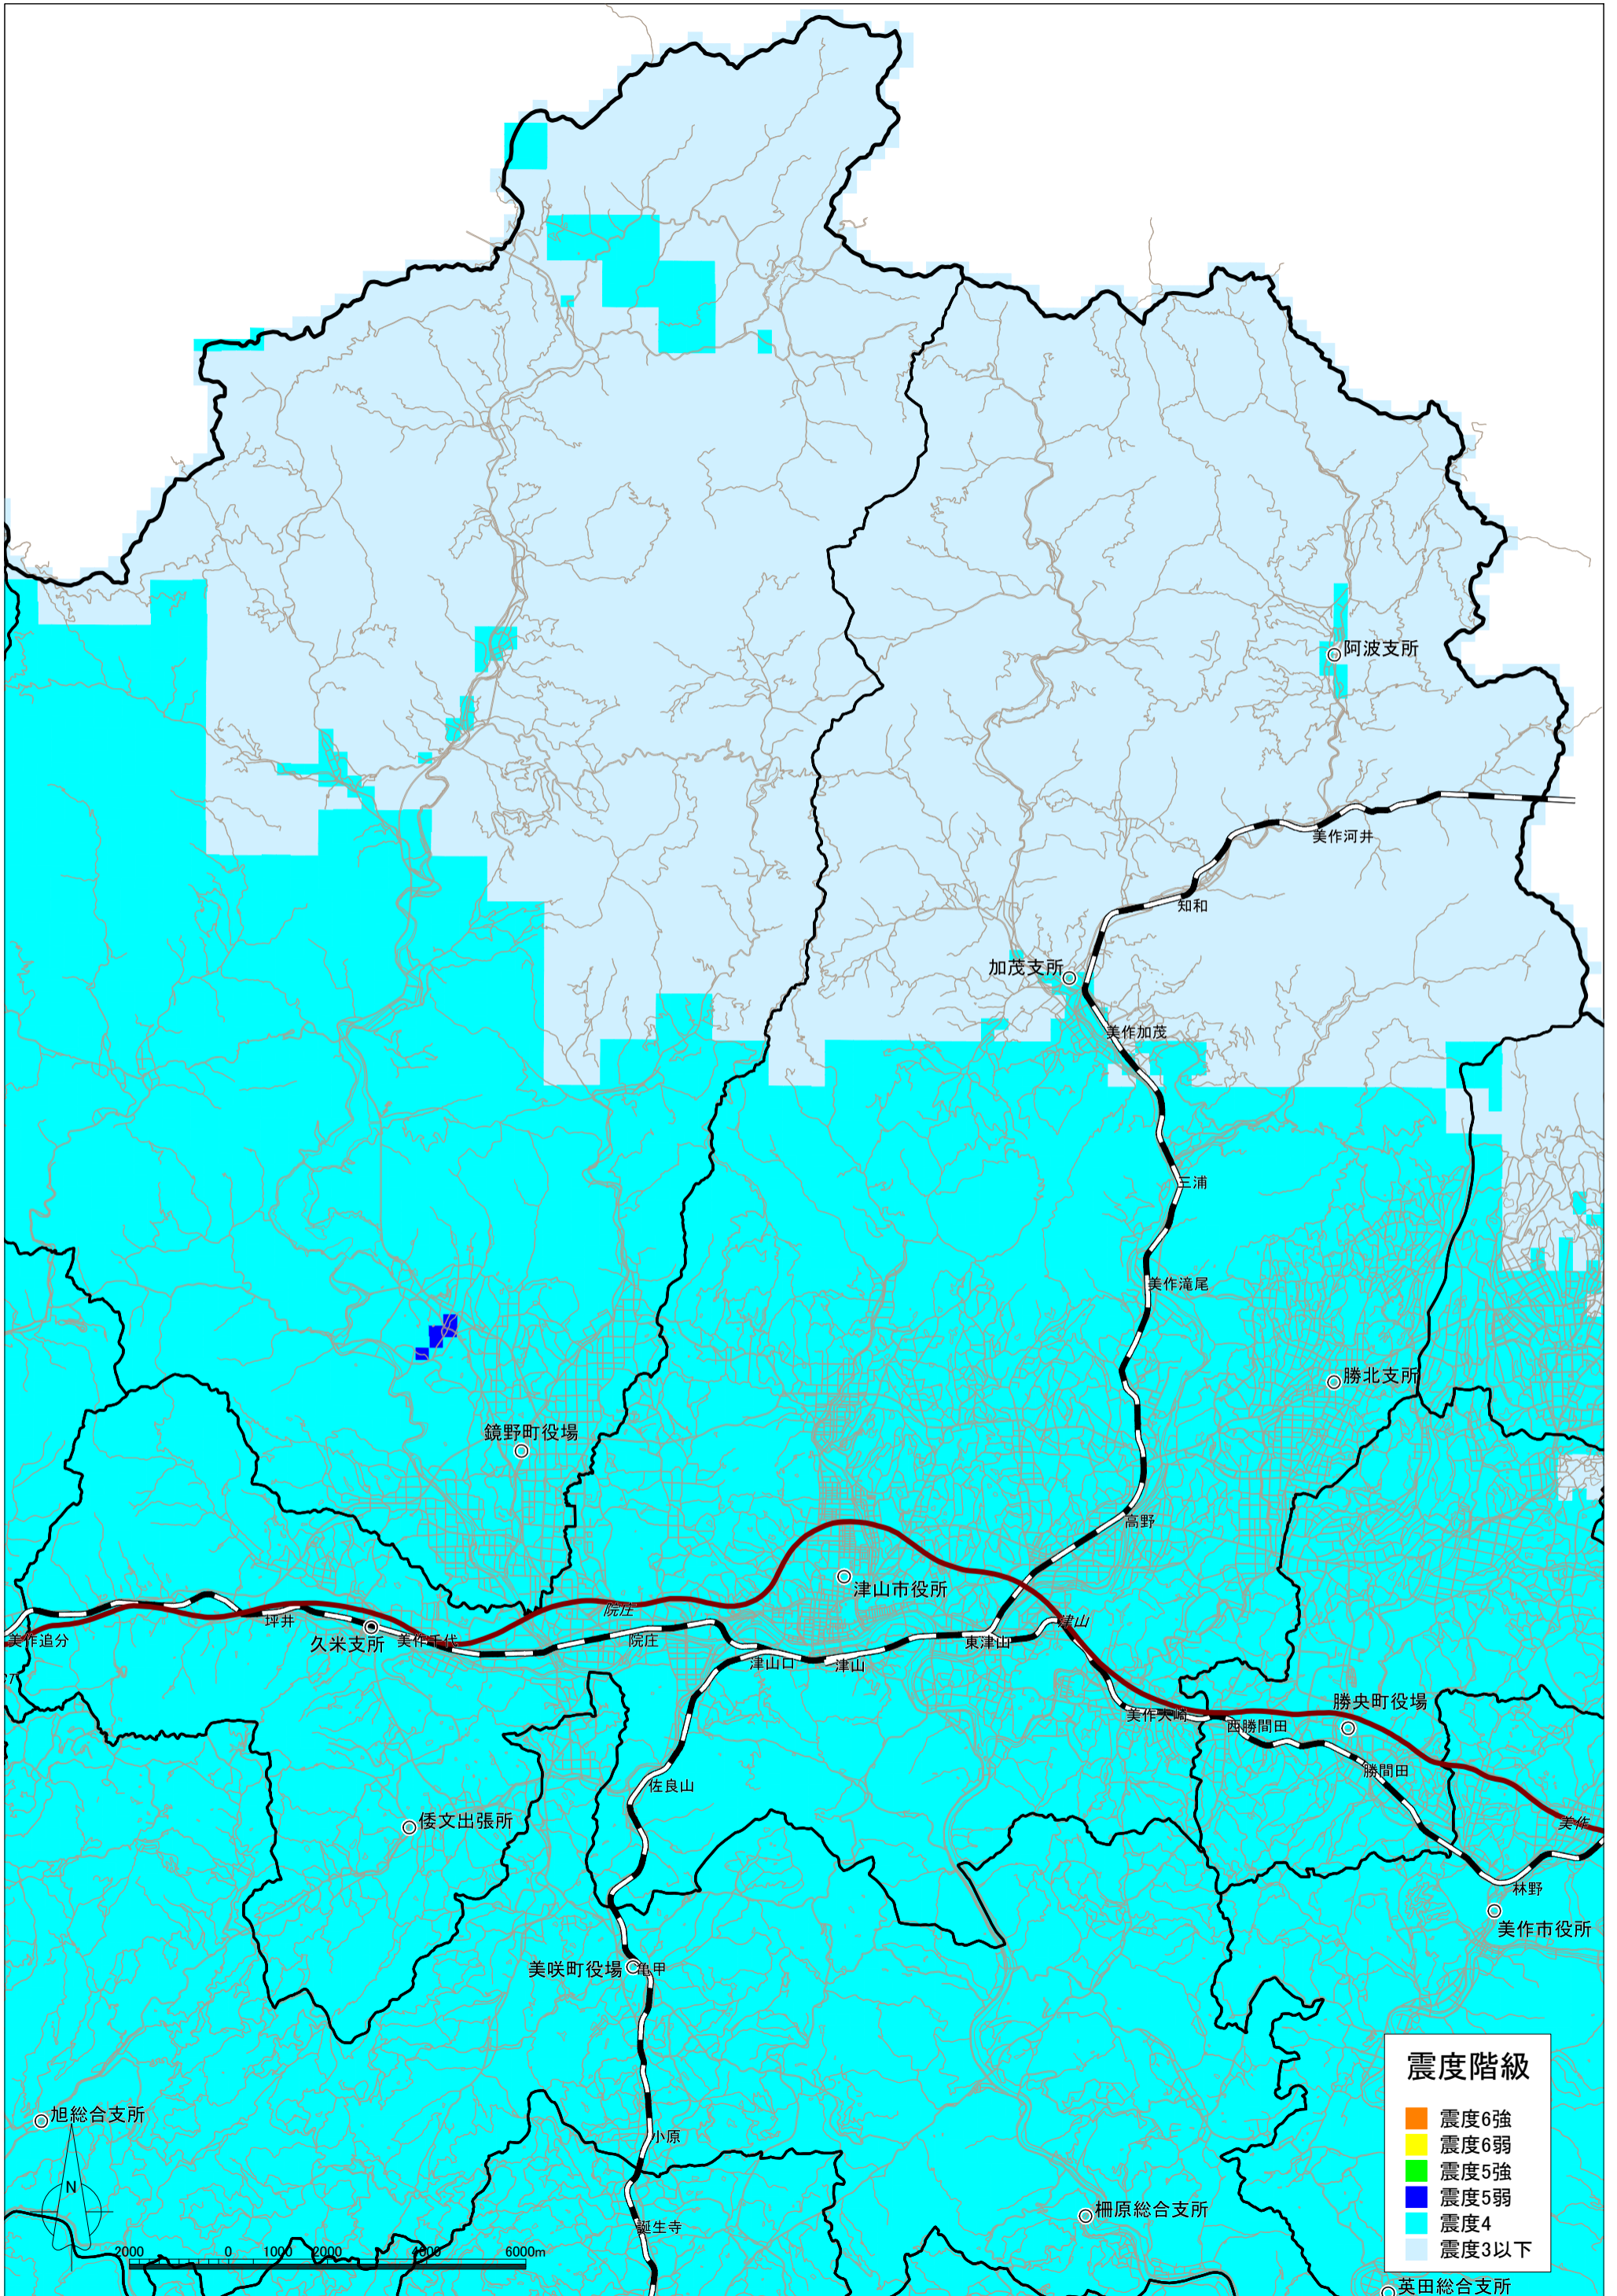 阿波支所
美作河井
知和
加茂支所
美作加茂
三浦
美作滝尾
勝北支所
鏡野町役場
高野
津山市役所
院庄
坪井
美作追分
久米支所
美作千代
院庄
津山口
津山
東津山
津山
美作大崎
西勝間田
勝央町役場
勝間田
佐良山
倭文出張所
美作
林野
美作市役所
美咲町役場
亀甲
旭総合支所
小原
N
誕生寺
柵原総合支所
2000 0 1000 2000 4000 6000m
震度階級
震度6強
震度6弱
震度5強
震度5弱
震度4
震度3以下
英田総合支所